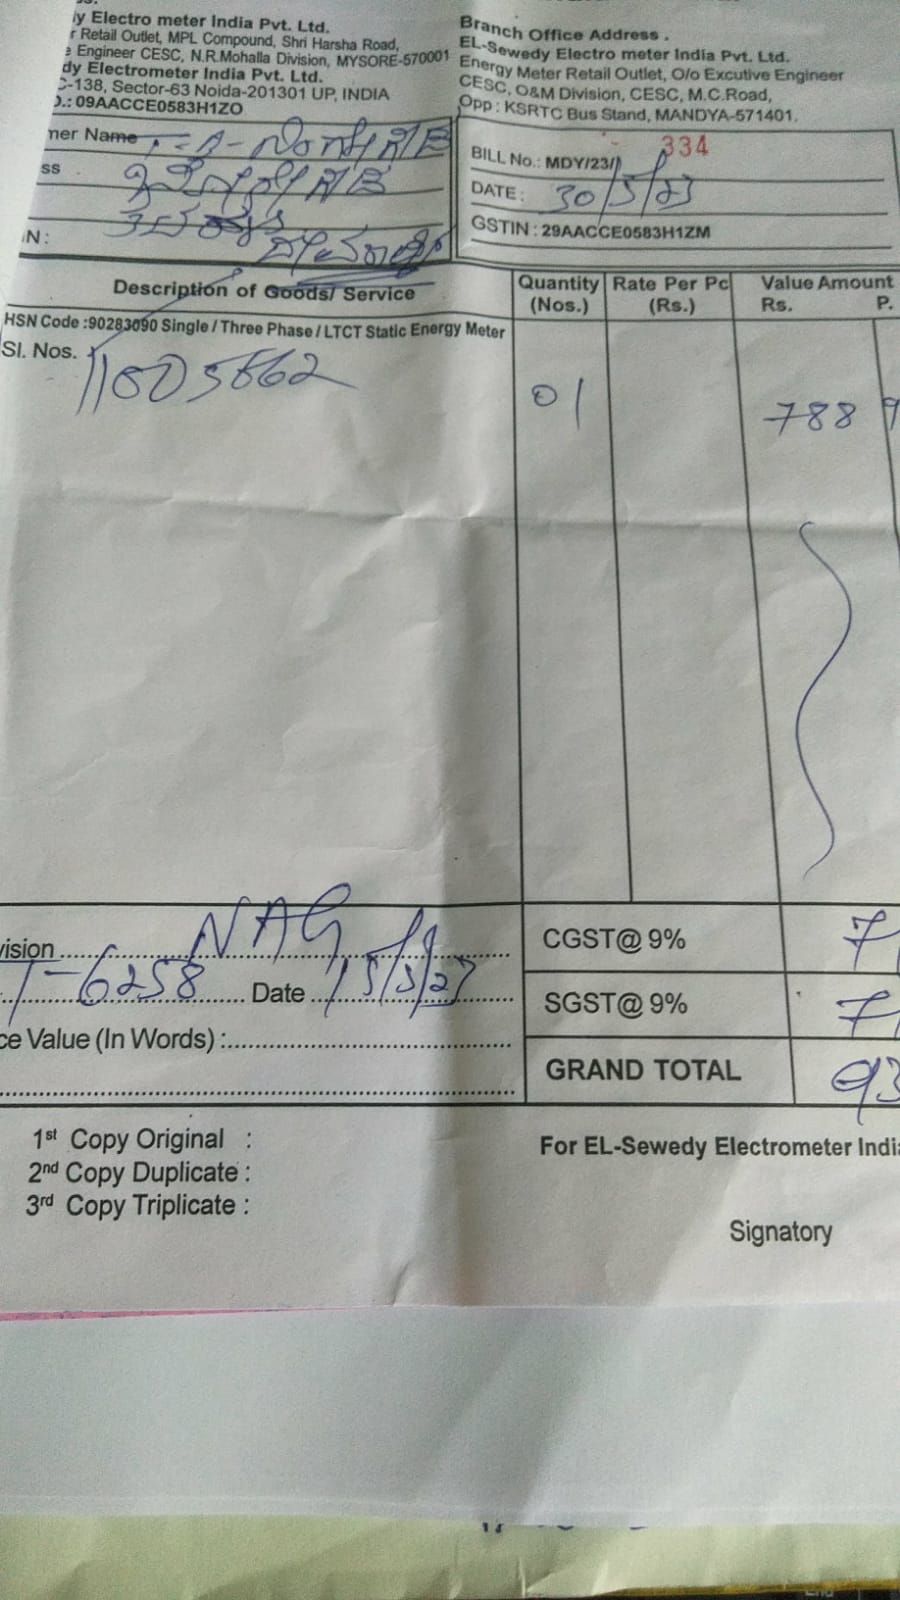 y Electro meter India Pvt. Ltd.
r Retail Outlet, MPL Compound, Shri Harsha Road,
e Engineer CESC, N.R.Mohalla Division, MYSORE-570001
dy Electrometer India Pvt. Ltd.
C-138, Sector-63 Noida-201301 UP, INDIA
O.: 09AACCE0583H1ZO
Branch Office Address .
EL-Sewedy Electro meter India Pvt. Ltd.
Energy Meter Retail Outlet, O/o Excutive Engineer
CESC, O&M Division, CESC, M.C.Road,
Opp : KSRTC Bus Stand, MANDYA-571401.
mer Name
ss
N:
BILL No.: MDY/23/ 334
DATE: 30/5/23
GSTIN : 29AACCE0583H1ZM
Description of Goods/ Service
Quantity (Nos.)
Rate Per Pc (Rs.)
Value Amount
Rs. P.
HSN Code :90283090 Single / Three Phase / LTCT Static Energy Meter
Sl. Nos.
01
788 9
vision NAG
6258 Date
ce Value (In Words) :
CGST@ 9% 7
SGST@ 9% 7
GRAND TOTAL 93
1st Copy Original :
2nd Copy Duplicate :
3rd Copy Triplicate :
For EL-Sewedy Electrometer India
Signatory